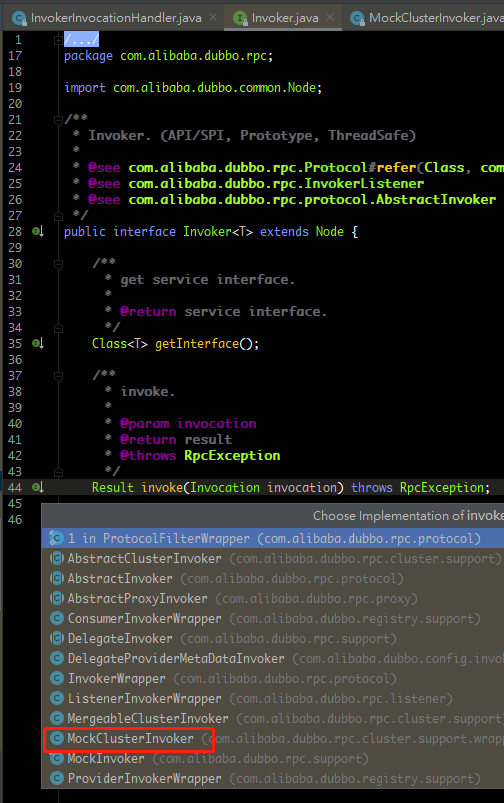 InvokerInvocationHandler.java × Invoker.java × MockClusterInvoker.java
1 /.../
17 package com.alibaba.dubbo.rpc;
18
19 import com.alibaba.dubbo.common.Node;
20
21 /**
22 * Invoker. (API/SPI, Prototype, ThreadSafe)
23 *
24 * @see com.alibaba.dubbo.rpc.Protocol#refer(Class, com
25 * @see com.alibaba.dubbo.rpc.InvokerListener
26 * @see com.alibaba.dubbo.rpc.protocol.AbstractInvoker
27 */
28 public interface Invoker<T> extends Node {
29
30 /**
31 * get service interface.
32 *
33 * @return service interface.
34 */
35 Class<T> getInterface();
36
37 /**
38 * invoke.
39 *
40 * @param invocation
41 * @return result
42 * @throws RpcException
43 */
44 Result invoke(Invocation invocation) throws RpcException;
45
46
Choose Implementation of invoke
1 in ProtocolFilterWrapper (com.alibaba.dubbo.rpc.protocol)
AbstractClusterInvoker (com.alibaba.dubbo.rpc.cluster.support)
AbstractInvoker (com.alibaba.dubbo.rpc.protocol)
AbstractProxyInvoker (com.alibaba.dubbo.rpc.proxy)
ConsumerInvokerWrapper (com.alibaba.dubbo.registry.support)
DelegateInvoker (com.alibaba.dubbo.registry.support)
DelegateProviderMetaDataInvoker (com.alibaba.dubbo.config.invo
InvokerWrapper (com.alibaba.dubbo.rpc.protocol)
ListenerInvokerWrapper (com.alibaba.dubbo.rpc.listener)
MergeableClusterInvoker (com.alibaba.dubbo.rpc.cluster.support)
MockClusterInvoker (com.alibaba.dubbo.rpc.cluster.support.wrapp
MockInvoker (com.alibaba.dubbo.rpc.support)
ProviderInvokerWrapper (com.alibaba.dubbo.registry.support)